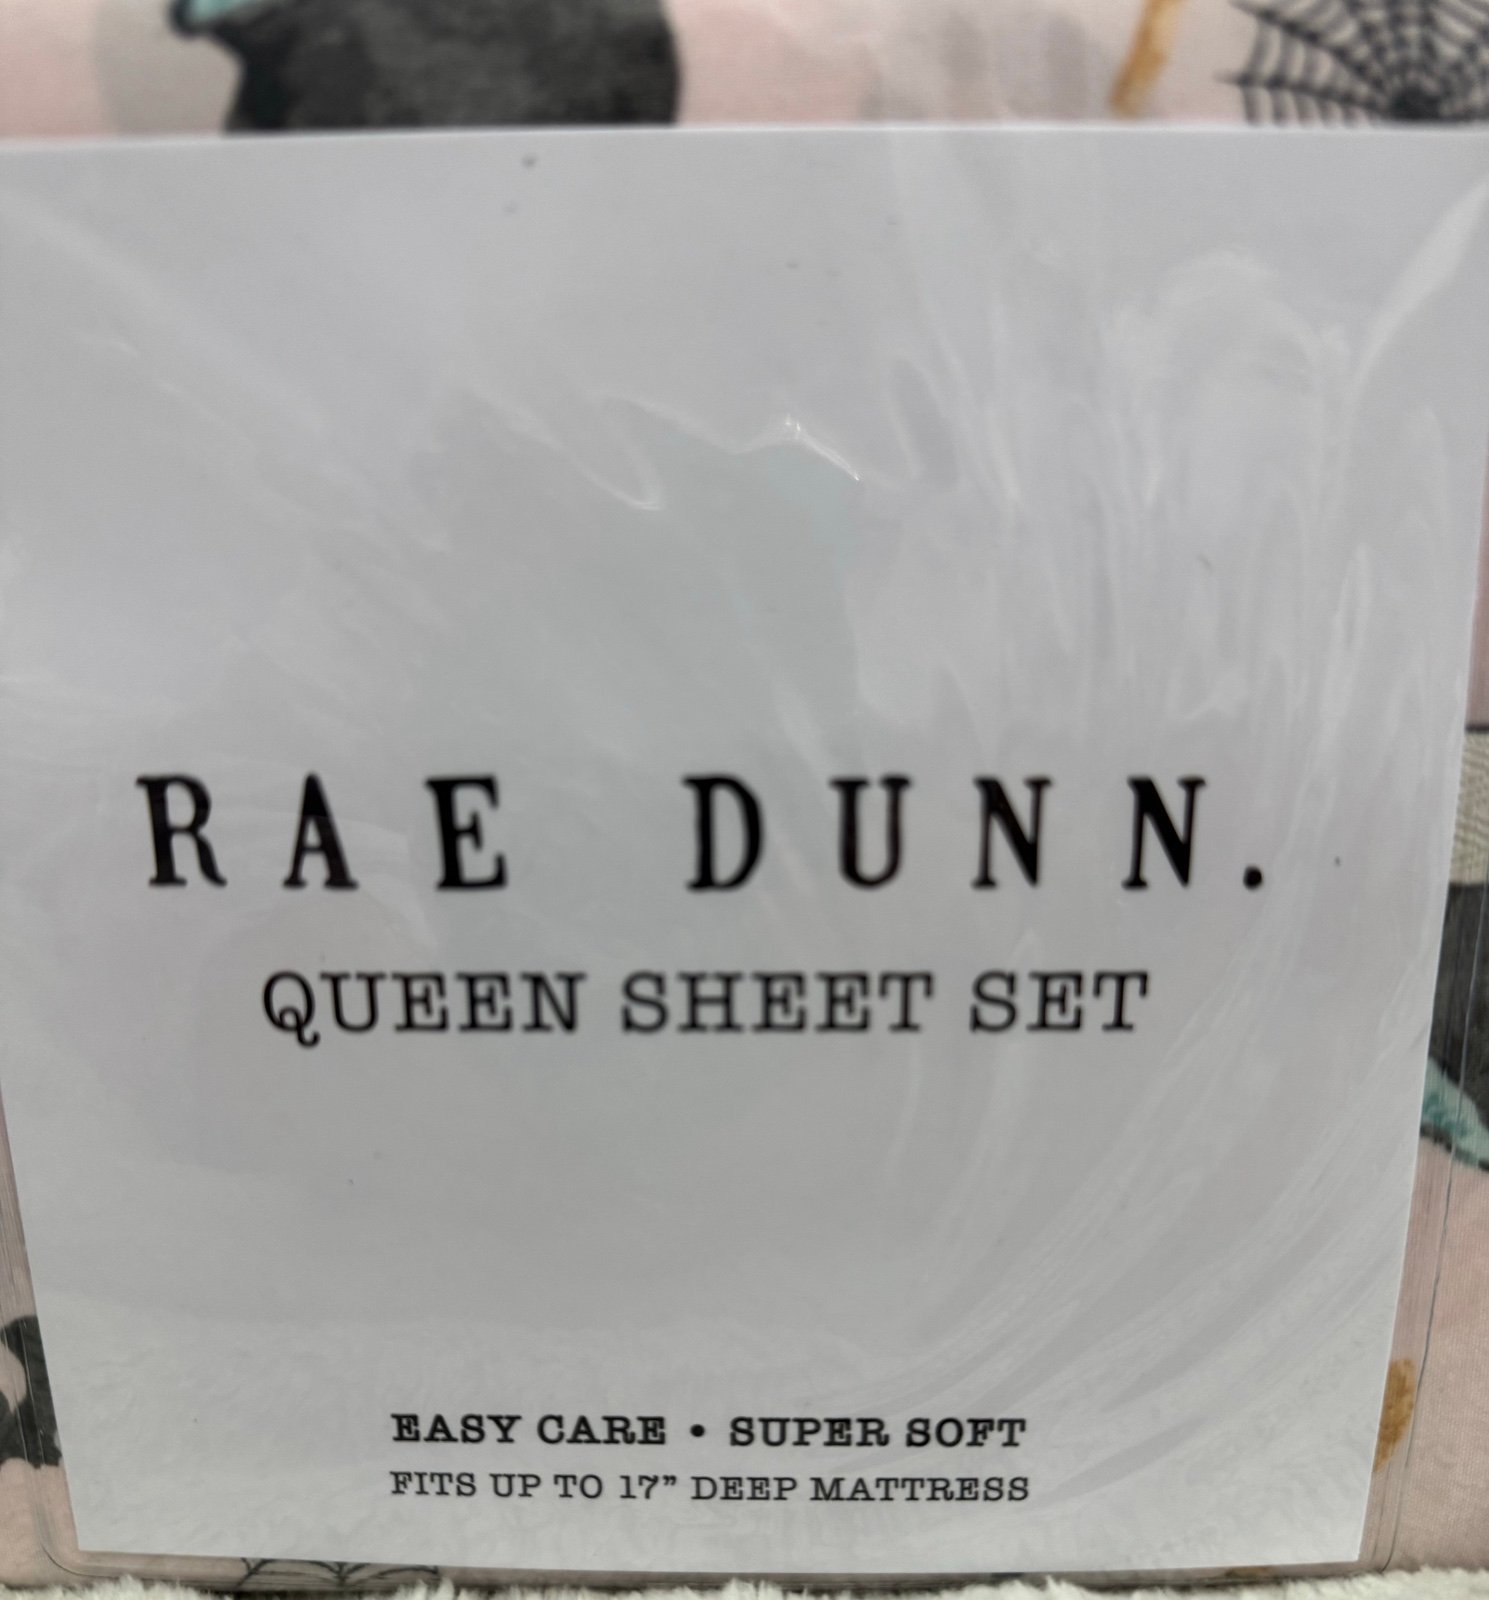 RAE DUNN.
QUEEN SHEET SET
EASY CARE • SUPER SOFT
FITS UP TO 17” DEEP MATTRESS